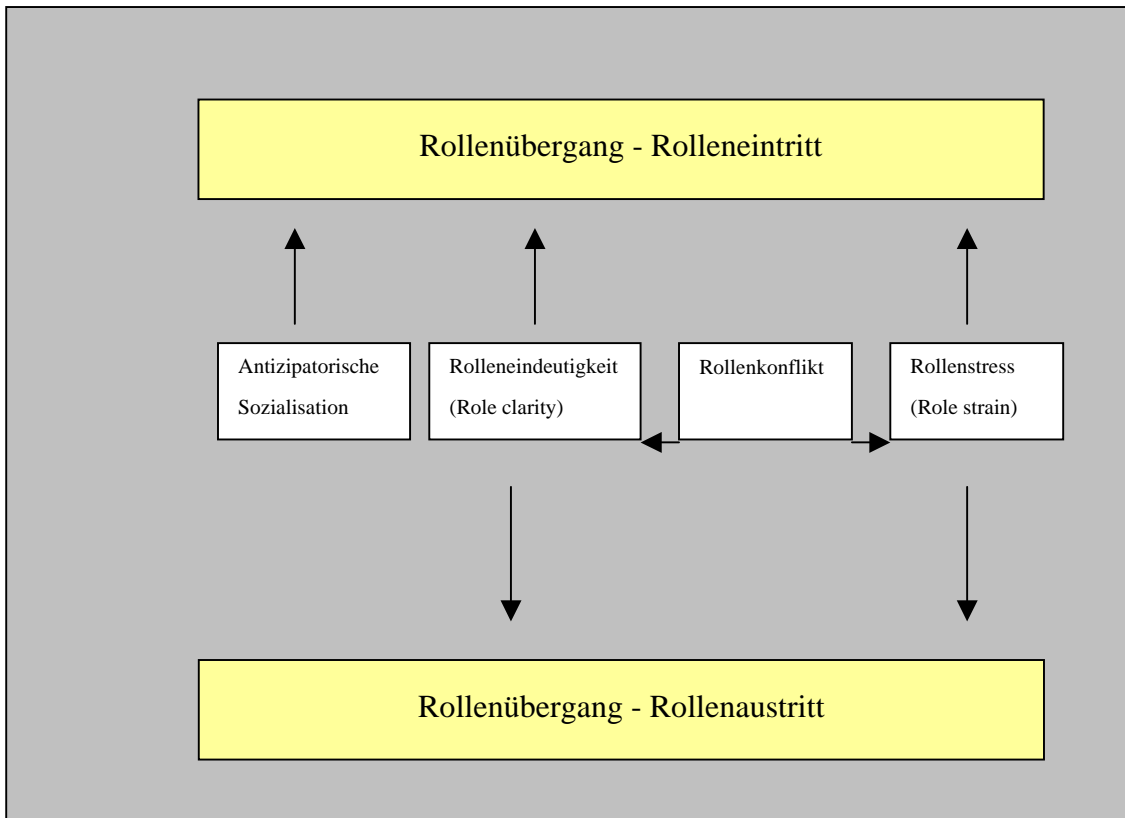 Rollenübergang - Rolleneintritt
Antizipatorische
Sozialisation
Rolleneindeutigkeit
(Role clarity)
Rollenkonflikt
Rollenstress
(Role strain)
Rollenübergang - Rollenaustritt